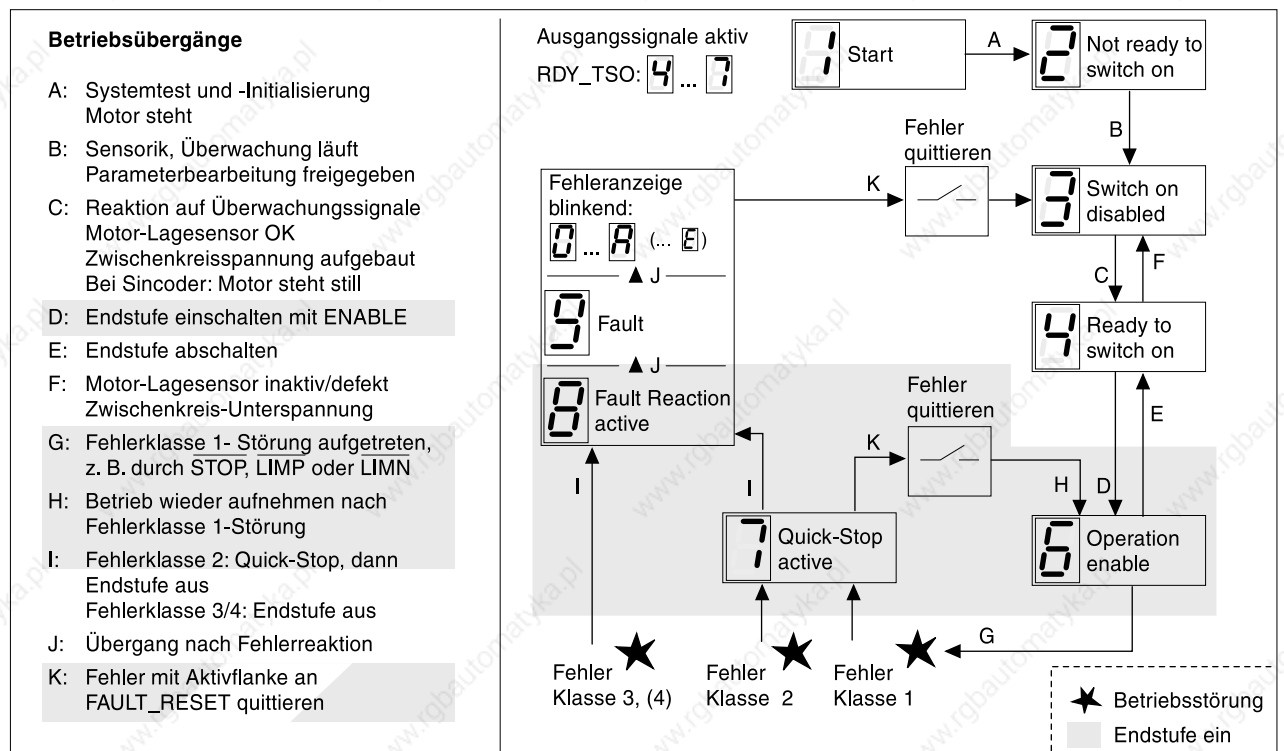 Betriebsübergänge
A: Systemtest und -Initialisierung
Motor steht
B: Sensorik, Überwachung läuft
Parameterbearbeitung freigegeben
C: Reaktion auf Überwachungssignale
Motor-Lagesensor OK
Zwischenkreisspannung aufgebaut
Bei Sincoder: Motor steht still
D: Endstufe einschalten mit ENABLE
E: Endstufe abschalten
F: Motor-Lagesensor inaktiv/defekt
Zwischenkreis-Unterspannung
G: Fehlerklasse 1- Störung aufgetreten,
z. B. durch STOP, LIMP oder LIMN
H: Betrieb wieder aufnehmen nach
Fehlerklasse 1-Störung
I: Fehlerklasse 2: Quick-Stop, dann
Endstufe aus
Fehlerklasse 3/4: Endstufe aus
J: Übergang nach Fehlerreaktion
K: Fehler mit Aktivflanke an
FAULT_RESET quittieren
Ausgangssignale aktiv
RDY_TSO: 4 ... 7
1 Start
A
2 Not ready to
switch on
B
Fehler
quittieren
K
3 Switch on
disabled
Fehleranzeige
blinkend:
0 ... A (... E)
J
9 Fault
J
8 Fault Reaction
active
C
F
4 Ready to
switch on
Fehler
quittieren
E
K
I
I
H
D
7 Quick-Stop
active
6 Operation
enable
G
Fehler
Klasse 3, (4)
Fehler
Klasse 2
Fehler
Klasse 1
Betriebsstörung
Endstufe ein
www.rgbautomatyka.pl